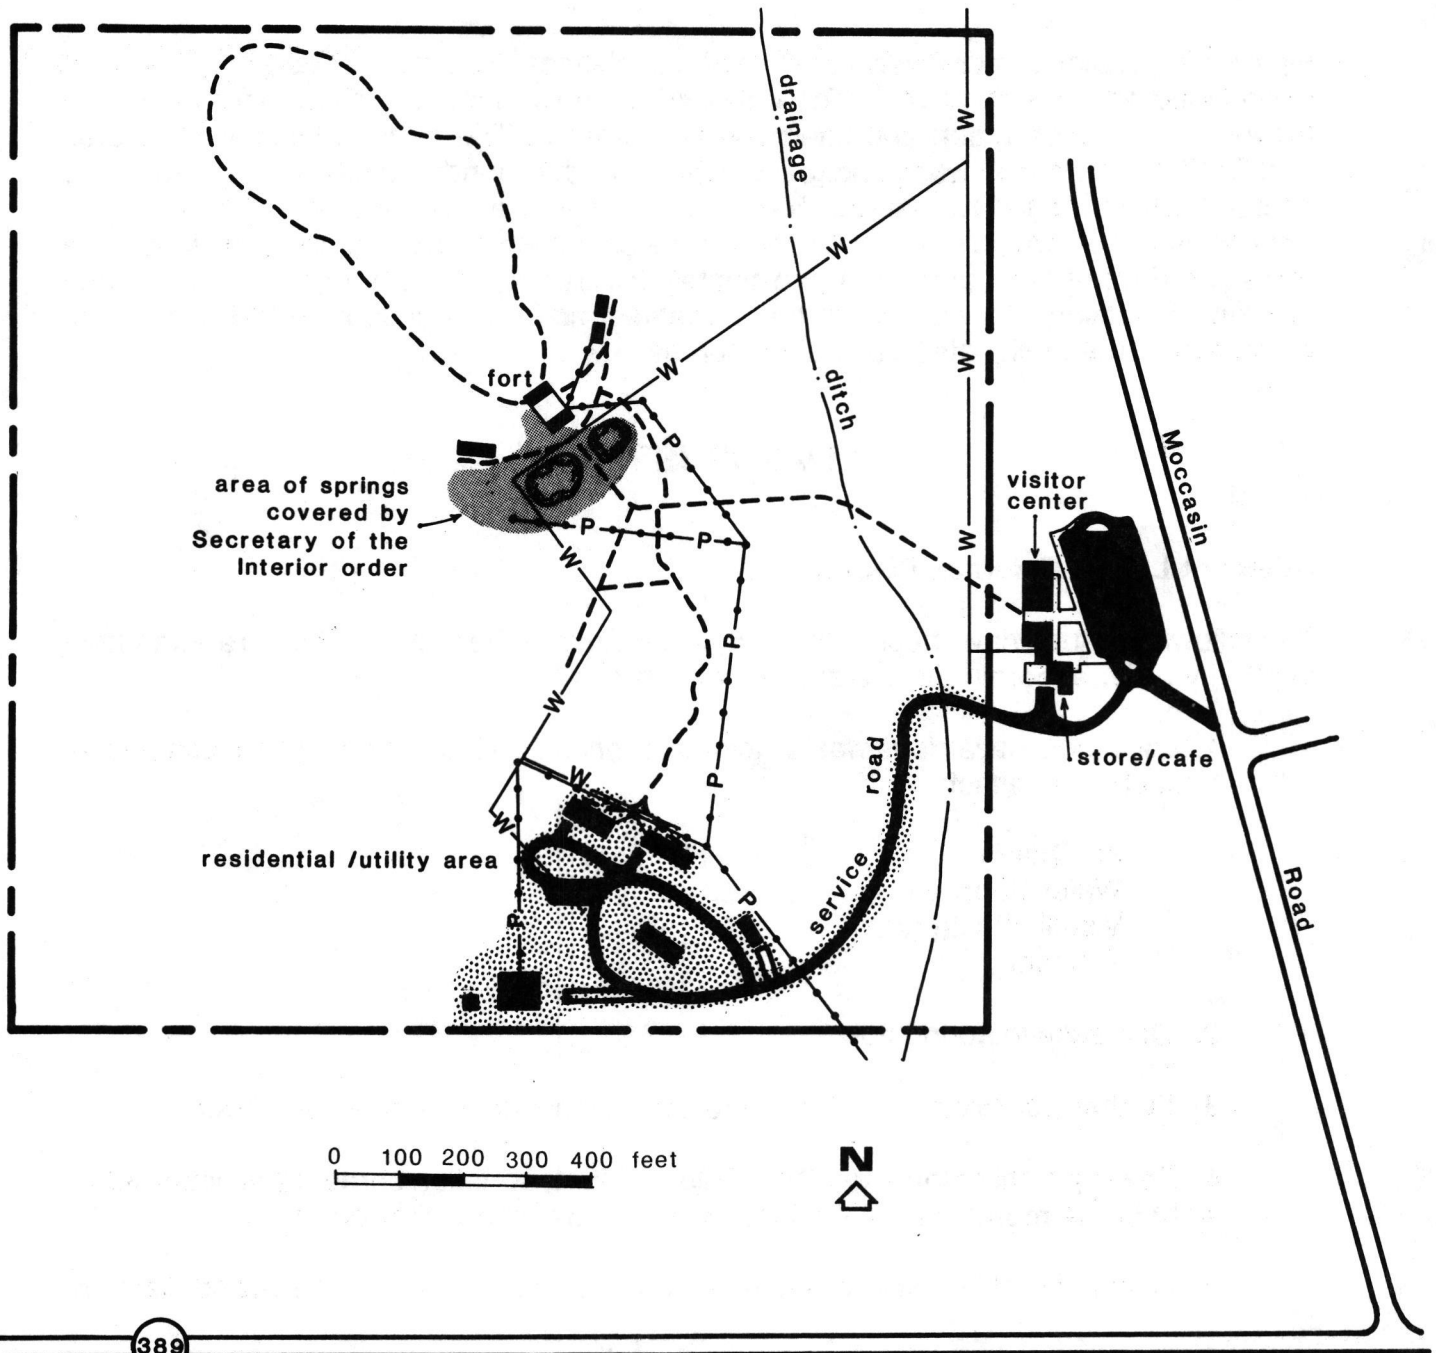 drainage
W
W
W
W
fort
ditch
P
Moccasin
area of springs
covered by
Secretary of the
Interior order
visitor
center
W
P
P
W
P
W
road
store/cafe
P
W
W
residential /utility area
service
P
P
Road
0 100 200 300 400 feet
N
389